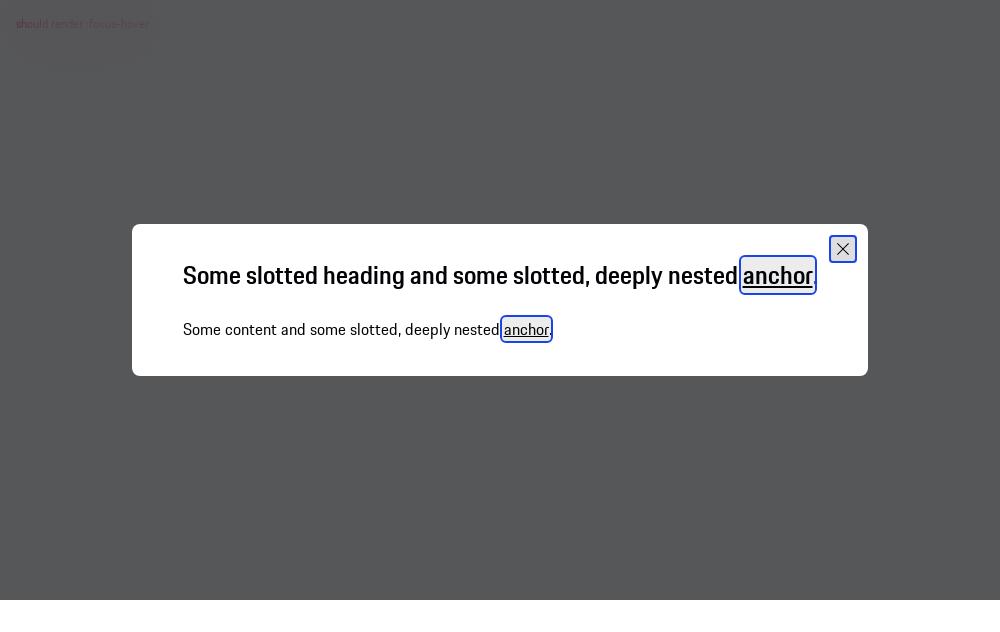 should render :focus-hover
Some slotted heading and some slotted, deeply nested anchor.
Some content and some slotted, deeply nested anchor.